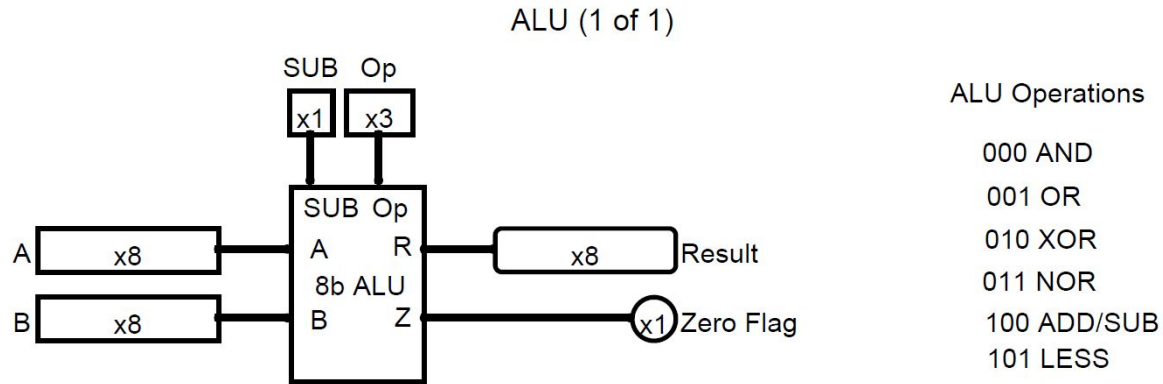 ALU (1 of 1)
SUB Op
x1 x3
SUB Op
A x8 A R x8 Result
8b ALU
B x8 B Z x1 Zero Flag
ALU Operations
000 AND
001 OR
010 XOR
011 NOR
100 ADD/SUB
101 LESS